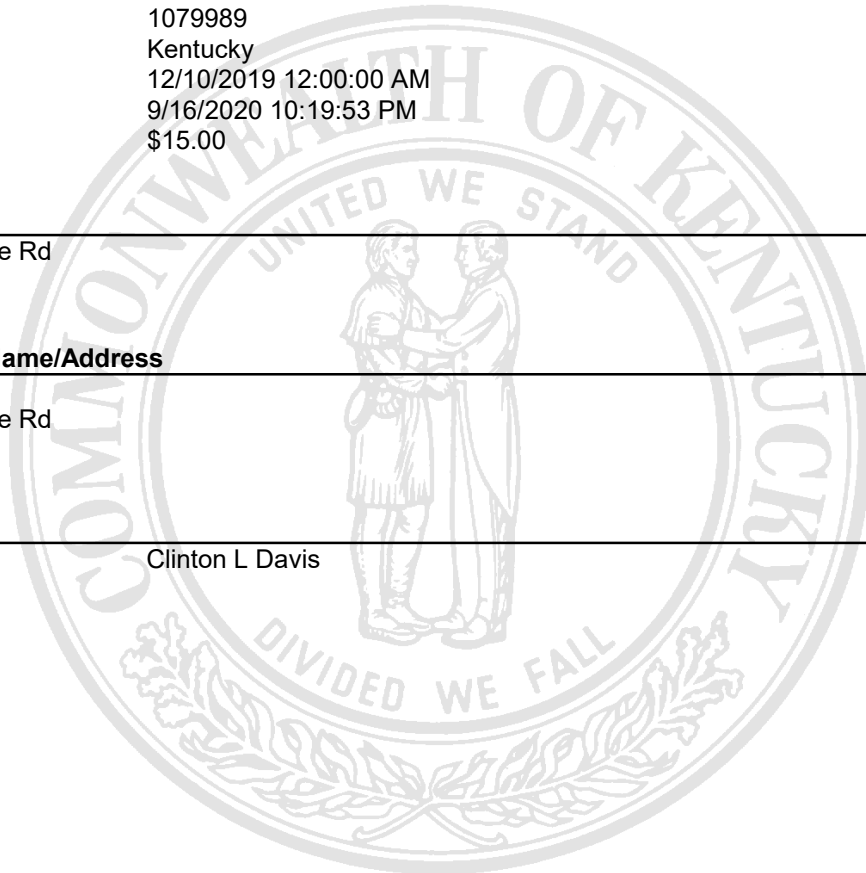 1079989
Kentucky
12/10/2019 12:00:00 AM
9/16/2020 10:19:53 PM
$15.00
COMMONWEALTH OF KENTUCKY
UNITED WE STAND
e Rd
ame/Address
e Rd
Clinton L Davis
DIVIDED WE FALL